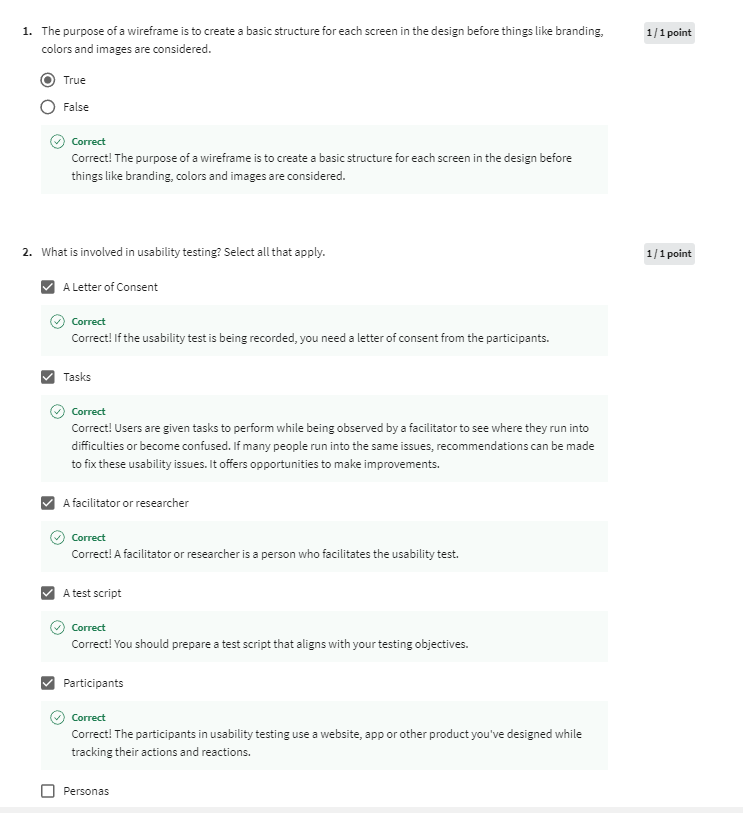 1. The purpose of a wireframe is to create a basic structure for each screen in the design before things like branding,
colors and images are considered.
1 / 1 point
True
False
Correct
Correct! The purpose of a wireframe is to create a basic structure for each screen in the design before
things like branding, colors and images are considered.
2. What is involved in usability testing? Select all that apply.
1 / 1 point
A Letter of Consent
Correct
Correct! If the usability test is being recorded, you need a letter of consent from the participants.
Tasks
Correct
Correct! Users are given tasks to perform while being observed by a facilitator to see where they run into
difficulties or become confused. If many people run into the same issues, recommendations can be made
to fix these usability issues. It offers opportunities to make improvements.
A facilitator or researcher
Correct
Correct! A facilitator or researcher is a person who facilitates the usability test.
A test script
Correct
Correct! You should prepare a test script that aligns with your testing objectives.
Participants
Correct
Correct! The participants in usability testing use a website, app or other product you've designed while
tracking their actions and reactions.
Personas